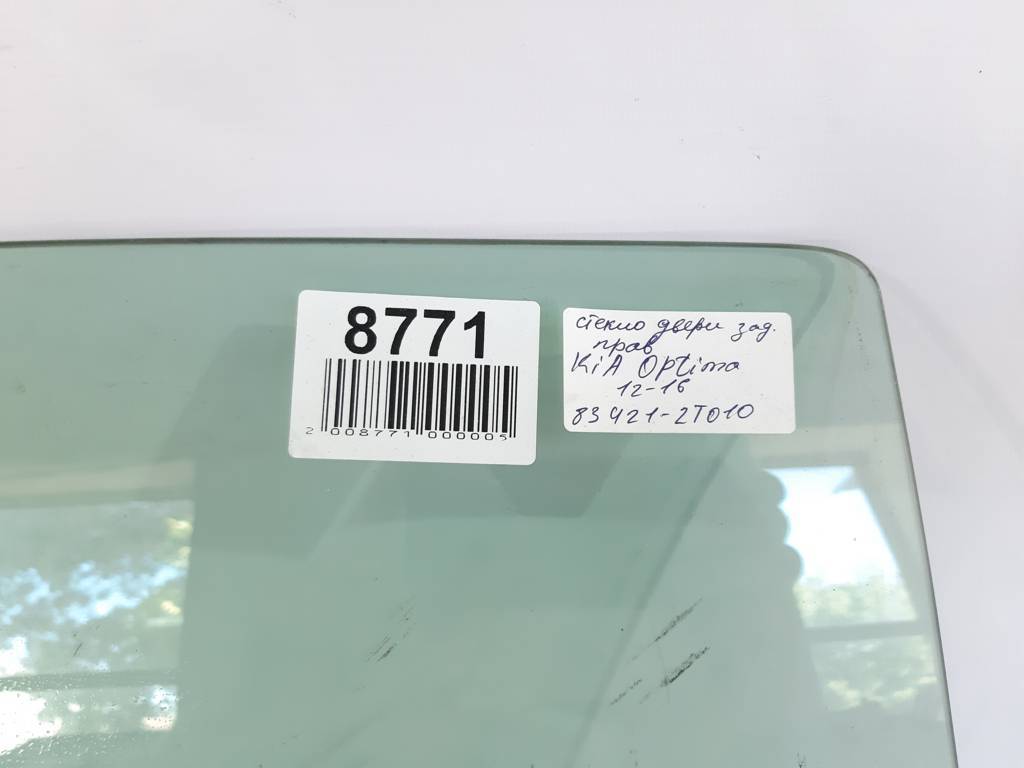 8771
2 008771 000005
стекло двери зад.
прав
KiA Optima
12-16
83421-2T010